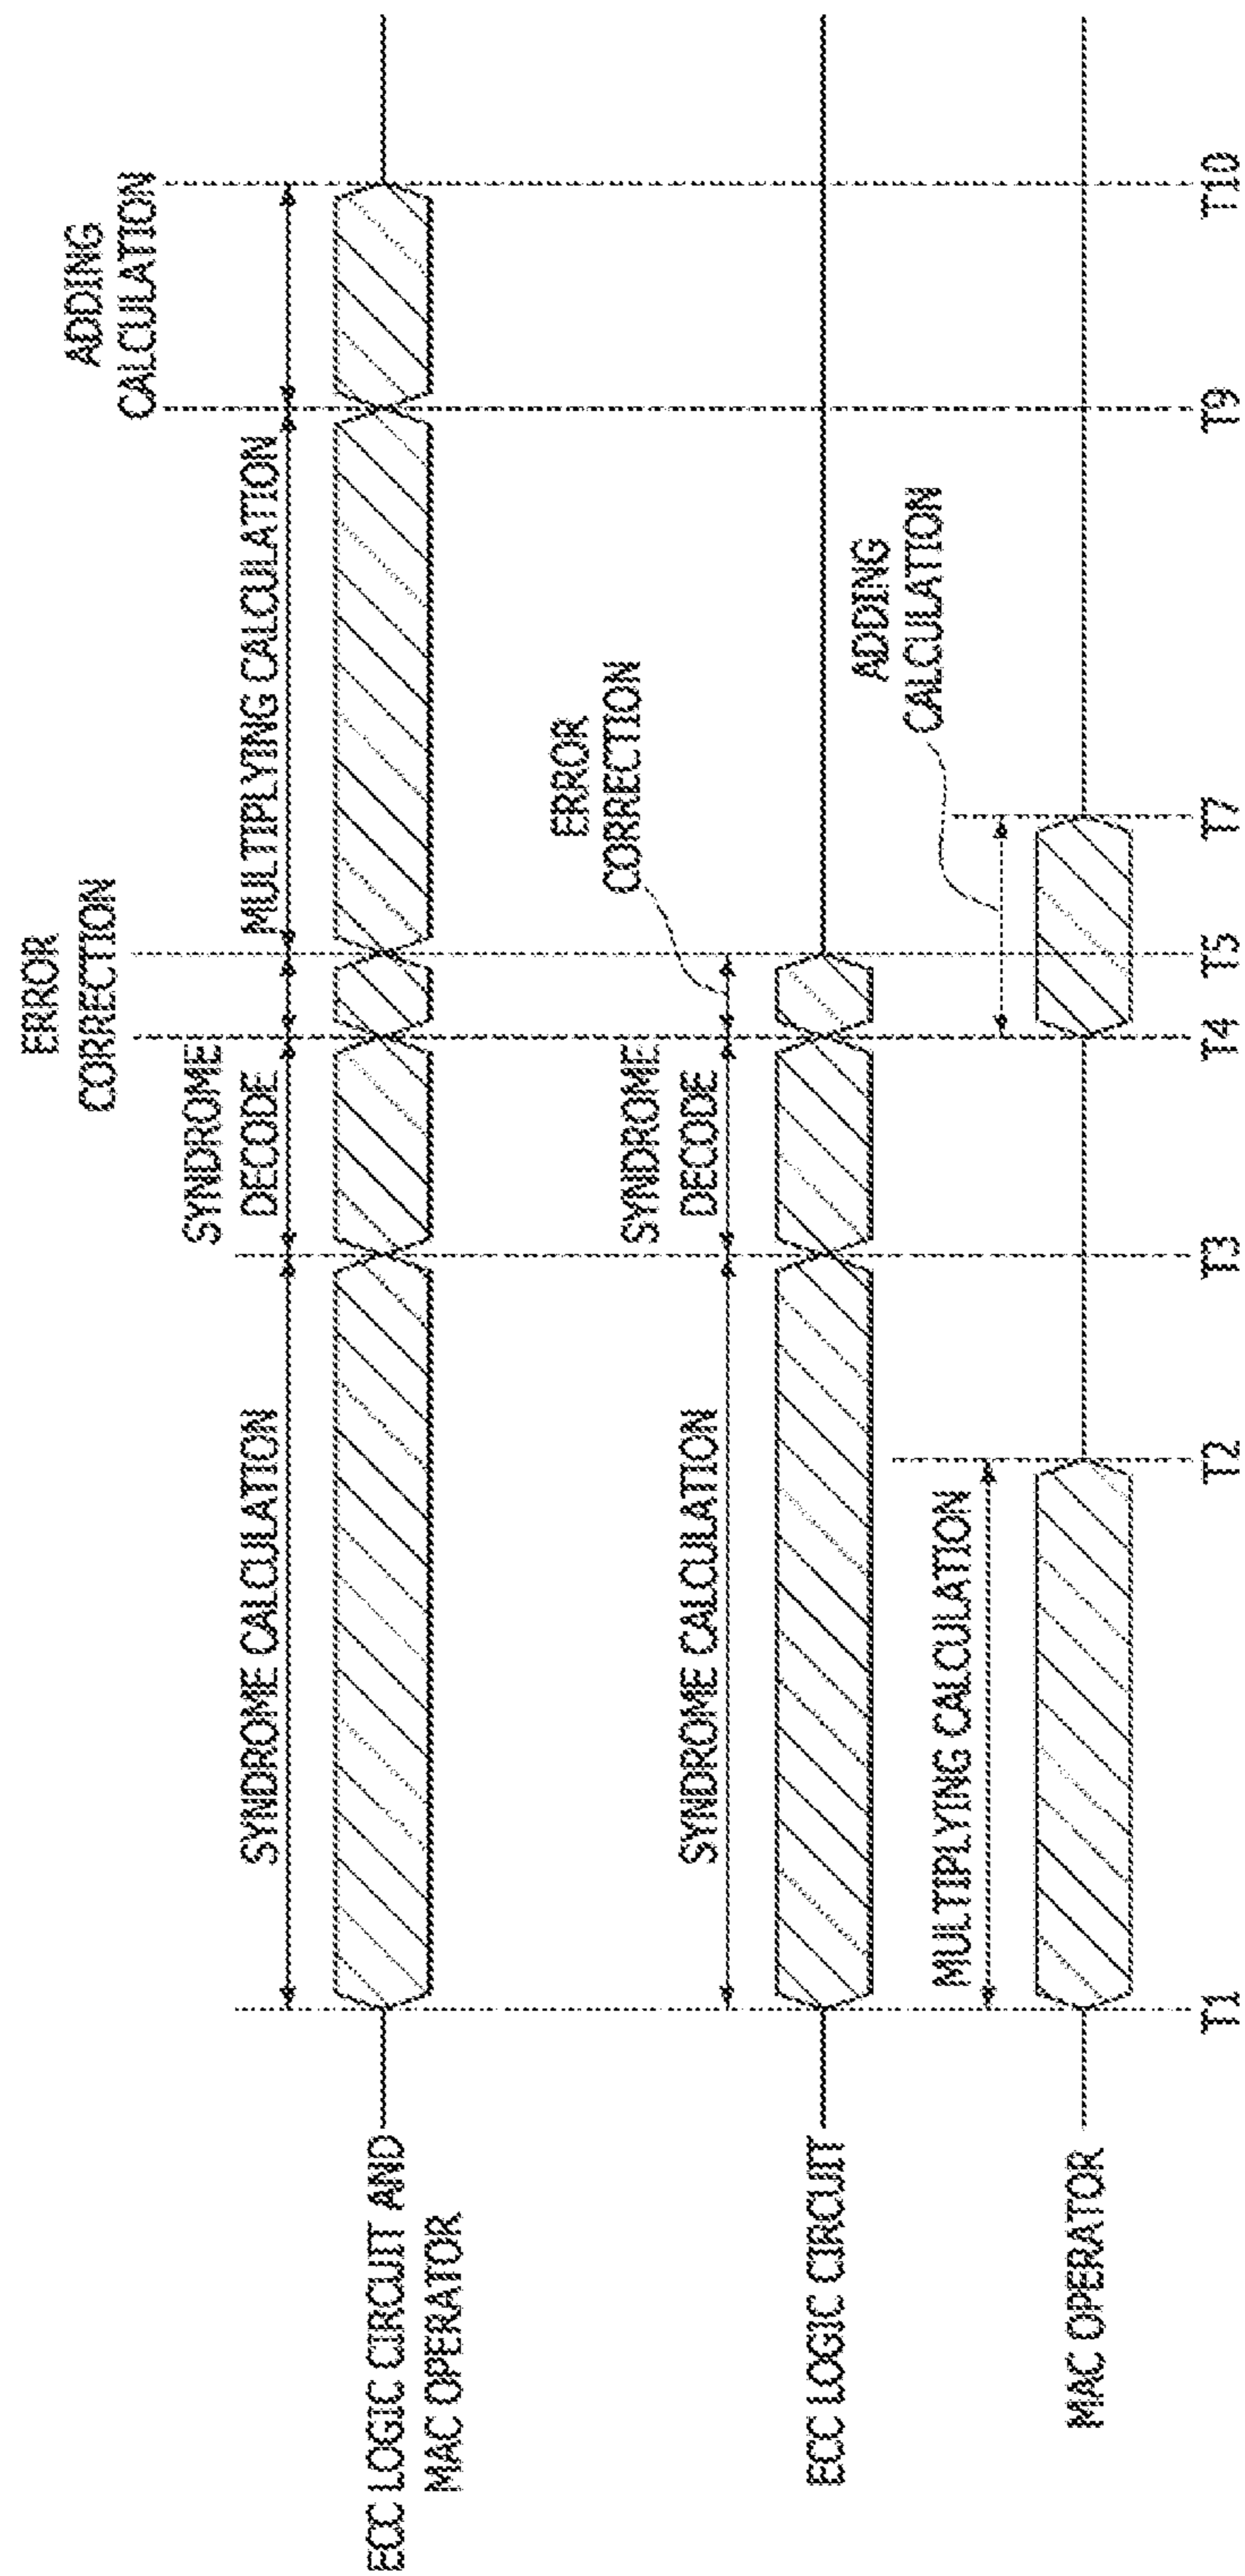 ERROR
CORRECTION
ADDING
CALCULATION
SYNDROME CALCULATION
SYNDROME
DECODE
MULTIPLYING CALCULATION
ECC LOGIC CIRCUIT AND
MAC OPERATOR
ERROR
CORRECTION
SYNDROME CALCULATION
SYNDROME
DECODE
ECC LOGIC CIRCUIT
ADDING
CALCULATION
MULTIPLYING CALCULATION
MAC OPERATOR
T1
T2
T3
T4
T5
T7
T9
T10